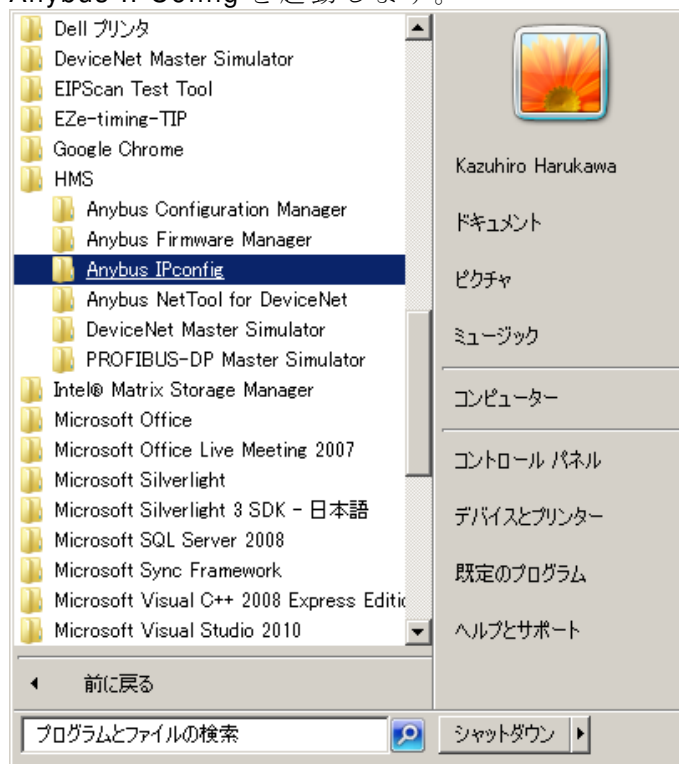 Anybus IPconfig を起動します。
Dell プリンタ
DeviceNet Master Simulator
EIPScan Test Tool
EZe-timing-TIP
Google Chrome
HMS
Anybus Configuration Manager
Anybus Firmware Manager
Anybus IPconfig
Anybus NetTool for DeviceNet
DeviceNet Master Simulator
PROFIBUS-DP Master Simulator
Intel® Matrix Storage Manager
Microsoft Office
Microsoft Office Live Meeting 2007
Microsoft Silverlight
Microsoft Silverlight 3 SDK - 日本語
Microsoft SQL Server 2008
Microsoft Sync Framework
Microsoft Visual C++ 2008 Express Editic
Microsoft Visual Studio 2010
前に戻る
プログラムとファイルの検索
Kazuhiro Harukawa
ドキュメント
ピクチャ
ミュージック
コンピューター
コントロール パネル
デバイスとプリンター
既定のプログラム
ヘルプとサポート
シャットダウン